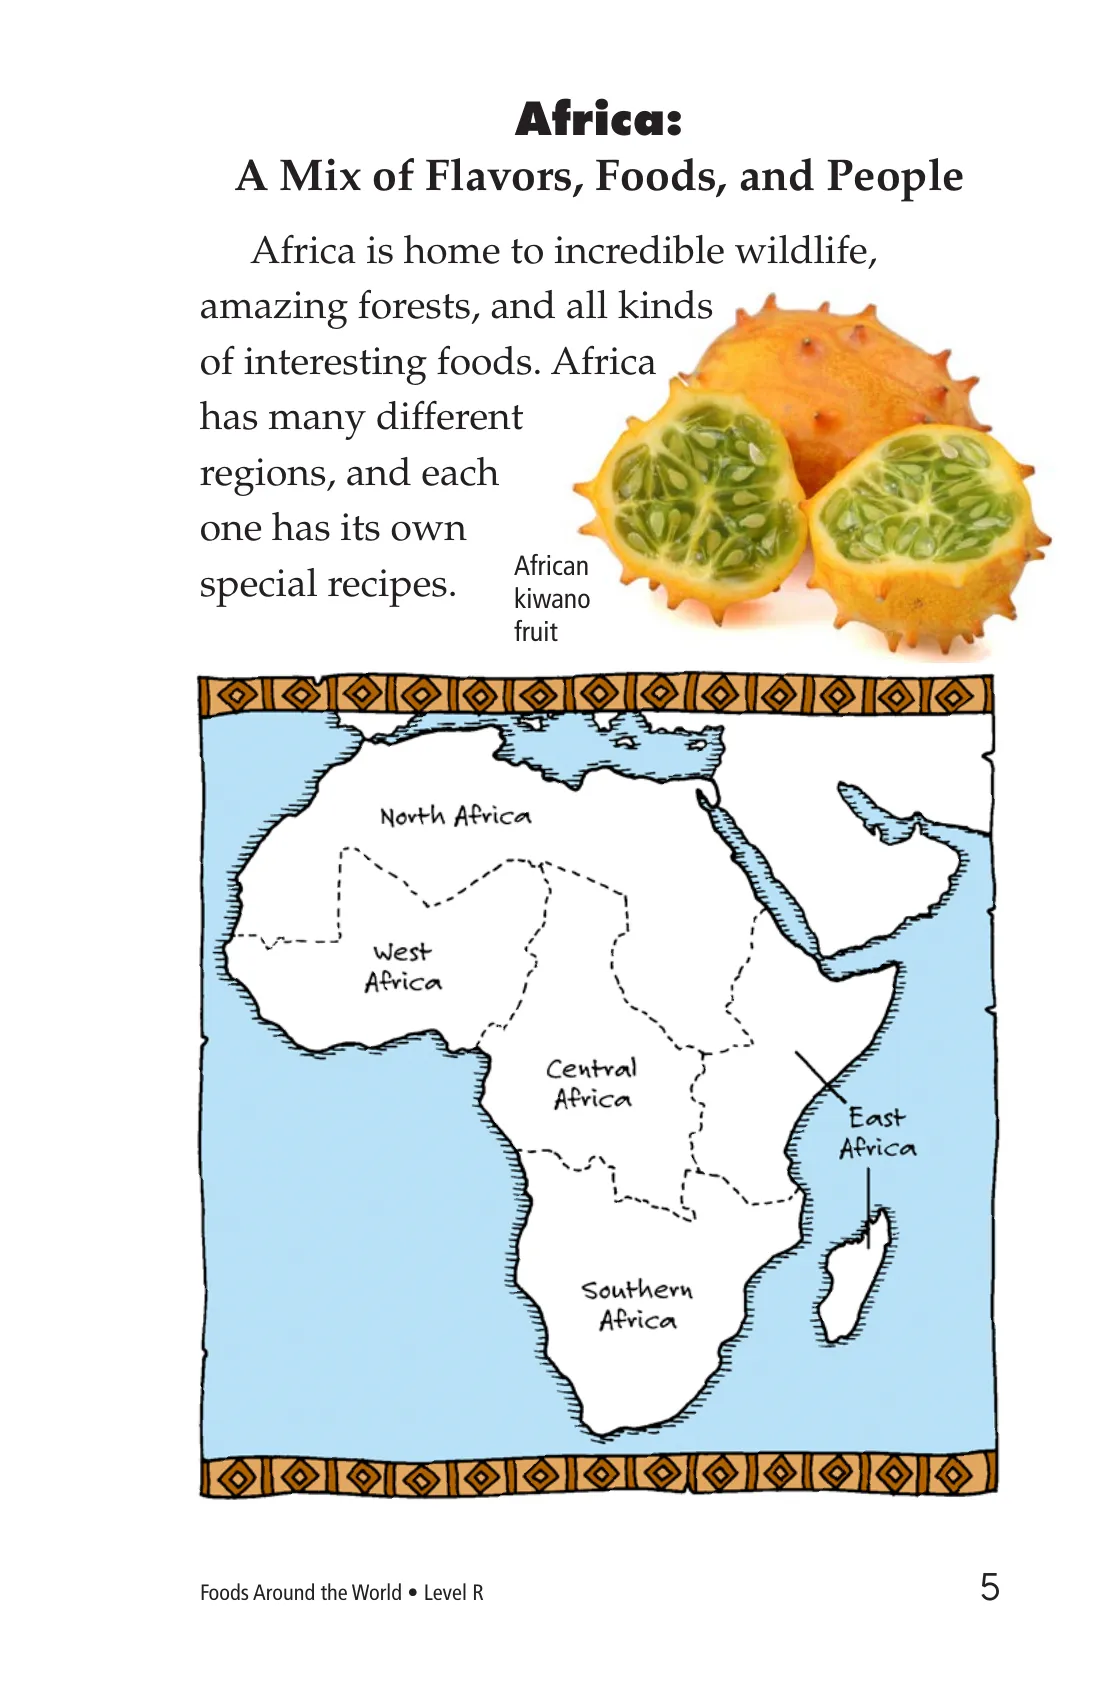 Africa:
A Mix of Flavors, Foods, and People
Africa is home to incredible wildlife,
amazing forests, and all kinds
of interesting foods. Africa
has many different
regions, and each
one has its own
special recipes.
African
kiwano
fruit
North Africa
West
Africa
Central
Africa
East
Africa
Southern
Africa
Foods Around the World • Level R
5